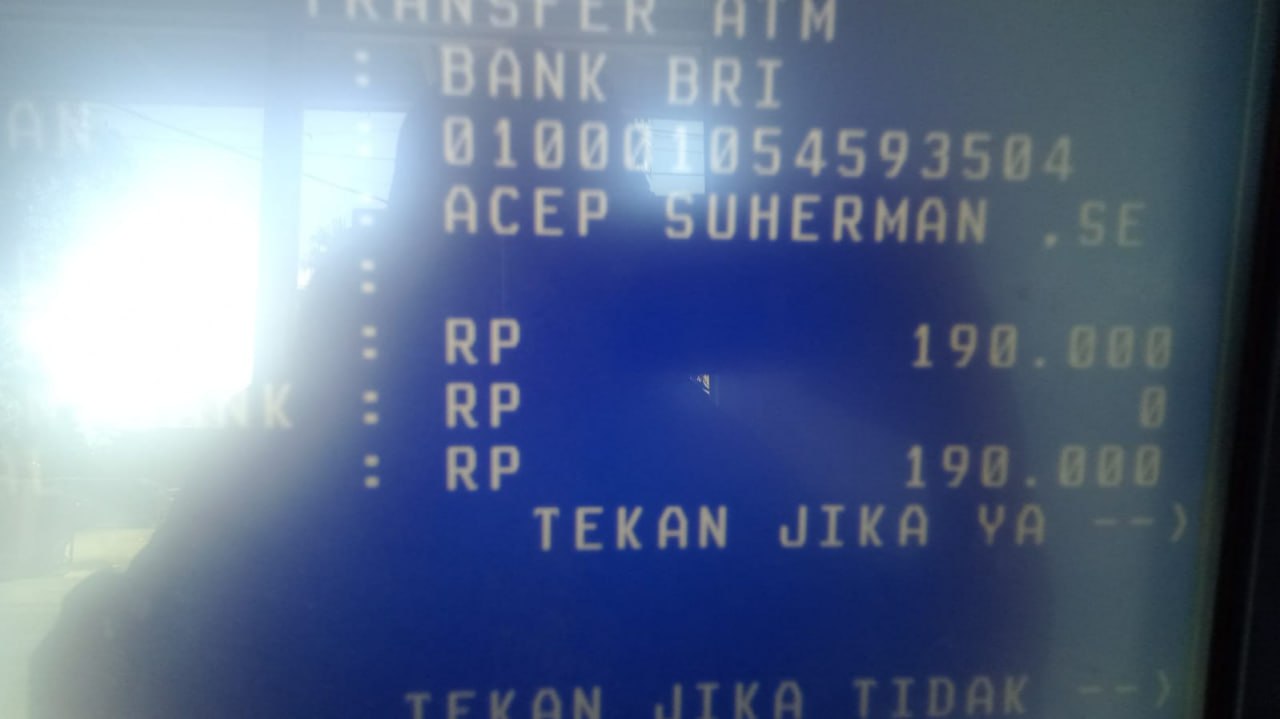 TRANSFER ATM
: BANK BRI
: 010001054593504
: ACEP SUHERMAN ,SE
:
: RP 190.000
: RP 0
: RP 190.000
TEKAN JIKA YA -->
TEKAN JIKA TIDAK -->